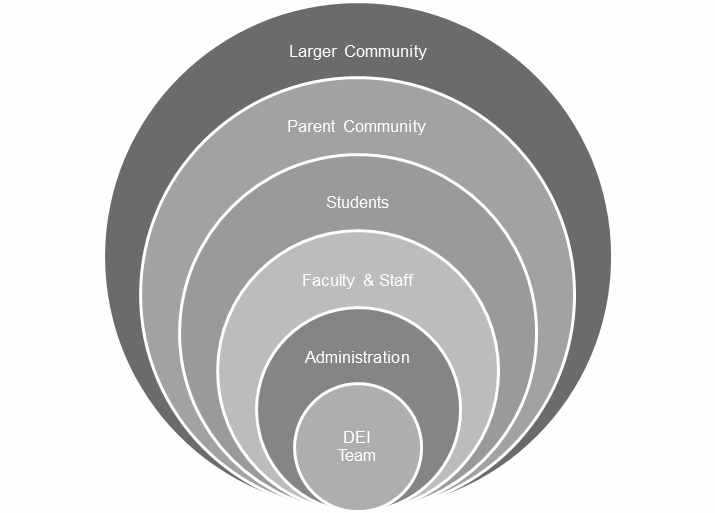 Larger Community
Parent Community
Students
Faculty & Staff
Administration
DEI
Team